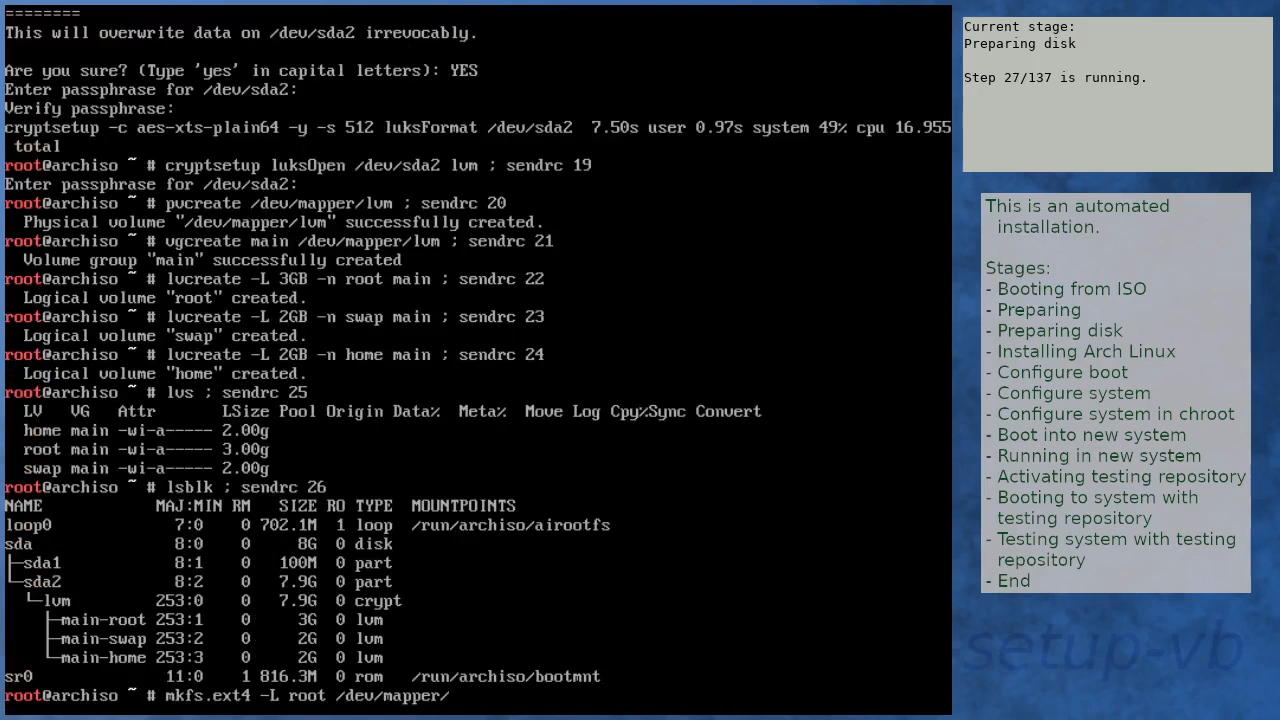 ========
This will overwrite data on /dev/sda2 irrevocably.
Are you sure? (Type 'yes' in capital letters): YES
Enter passphrase for /dev/sda2:
Verify passphrase:
cryptsetup -c aes-xts-plain64 -y -s 512 luksFormat /dev/sda2  7.50s user 0.97s system 49% cpu 16.955
 total
root@archiso ~ # cryptsetup luksOpen /dev/sda2 lvm ; sendrc 19
Enter passphrase for /dev/sda2:
root@archiso ~ # pvcreate /dev/mapper/lvm ; sendrc 20
  Physical volume "/dev/mapper/lvm" successfully created.
root@archiso ~ # vgcreate main /dev/mapper/lvm ; sendrc 21
  Volume group "main" successfully created
root@archiso ~ # lvcreate -L 3GB -n root main ; sendrc 22
  Logical volume "root" created.
root@archiso ~ # lvcreate -L 2GB -n swap main ; sendrc 23
  Logical volume "swap" created.
root@archiso ~ # lvcreate -L 2GB -n home main ; sendrc 24
  Logical volume "home" created.
root@archiso ~ # lvs ; sendrc 25
  LV   VG   Attr       LSize Pool Origin Data%  Meta%  Move Log Cpy%Sync Convert
  home main -wi-a----- 2.00g
  root main -wi-a----- 3.00g
  swap main -wi-a----- 2.00g
root@archiso ~ # lsblk ; sendrc 26
NAME            MAJ:MIN RM   SIZE RO TYPE  MOUNTPOINTS
loop0             7:0    0 702.1M  1 loop  /run/archiso/airootfs
sda               8:0    0     8G  0 disk
├─sda1            8:1    0   100M  0 part
└─sda2            8:2    0   7.9G  0 part
  └─lvm         253:0    0   7.9G  0 crypt
    ├─main-root 253:1    0     3G  0 lvm
    ├─main-swap 253:2    0     2G  0 lvm
    └─main-home 253:3    0     2G  0 lvm
sr0              11:0    1 816.3M  0 rom   /run/archiso/bootmnt
root@archiso ~ # mkfs.ext4 -L root /dev/mapper/
Current stage:
Preparing disk
Step 27/137 is running.
This is an automated
installation.
Stages:
- Booting from ISO
- Preparing
- Preparing disk
- Installing Arch Linux
- Configure boot
- Configure system
- Configure system in chroot
- Boot into new system
- Running in new system
- Activating testing repository
- Booting to system with
testing repository
- Testing system with testing
repository
- End
-setup-vb